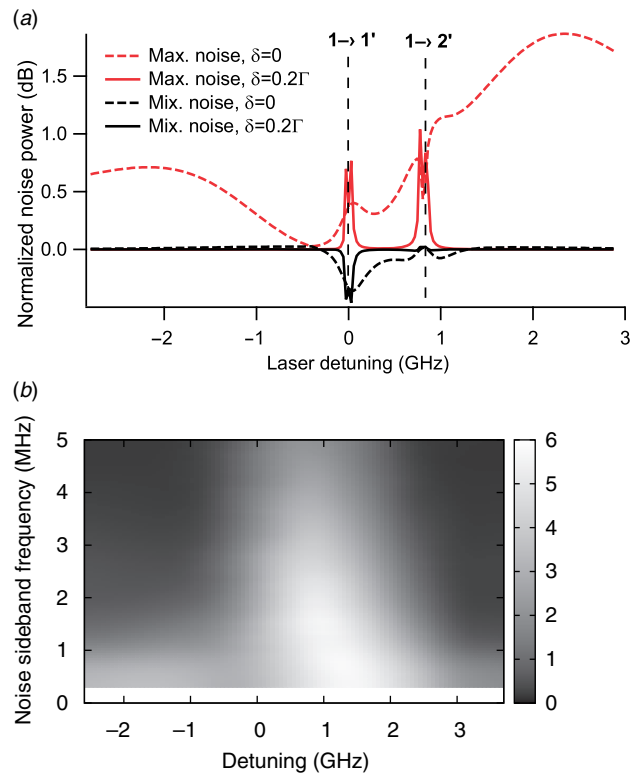 (a)
1–> 1' 1–> 2'
Max. noise, δ=0
Max. noise, δ=0.2Γ
Mix. noise, δ=0
Mix. noise, δ=0.2Γ
Normalized noise power (dB)
1.5
1.0
0.5
0.0
−2 −1 0 1 2 3
Laser detuning (GHz)
(b)
Noise sideband frequency (MHz)
5 6
4 5
3 4
2 3
1 2
0 1
0
−2 −1 0 1 2 3
Detuning (GHz)